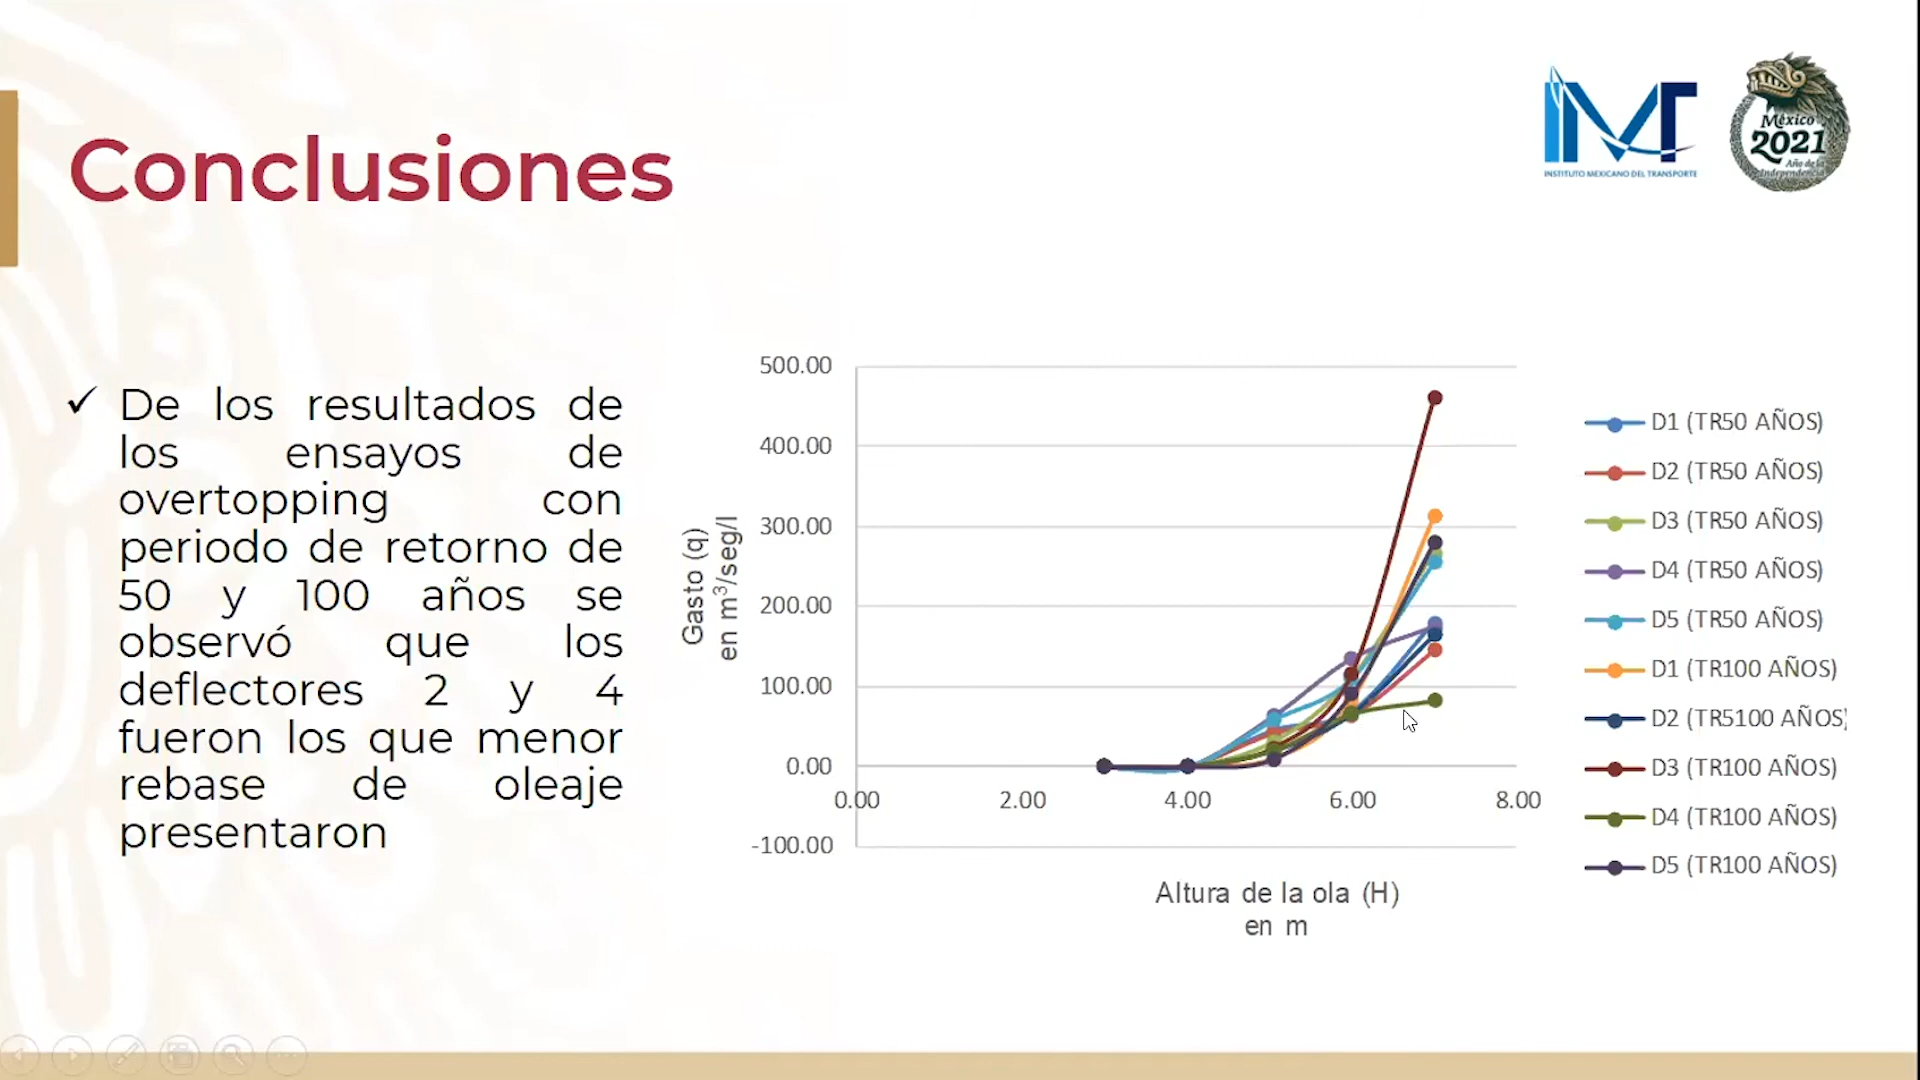 Conclusiones
INSTITUTO MEXICANO DEL TRANSPORTE
México
2021
Año de la
Independencia
✓ De los resultados de
los ensayos de
overtopping con
periodo de retorno de
50 y 100 años se
observó que los
deflectores 2 y 4
fueron los que menor
rebase de oleaje
presentaron
Gasto (q)
en m³/seg/l
500.00
400.00
300.00
200.00
100.00
0.00
-100.00
0.00 2.00 4.00 6.00 8.00
Altura de la ola (H)
en m
D1 (TR50 AÑOS)
D2 (TR50 AÑOS)
D3 (TR50 AÑOS)
D4 (TR50 AÑOS)
D5 (TR50 AÑOS)
D1 (TR100 AÑOS)
D2 (TR5100 AÑOS)
D3 (TR100 AÑOS)
D4 (TR100 AÑOS)
D5 (TR100 AÑOS)